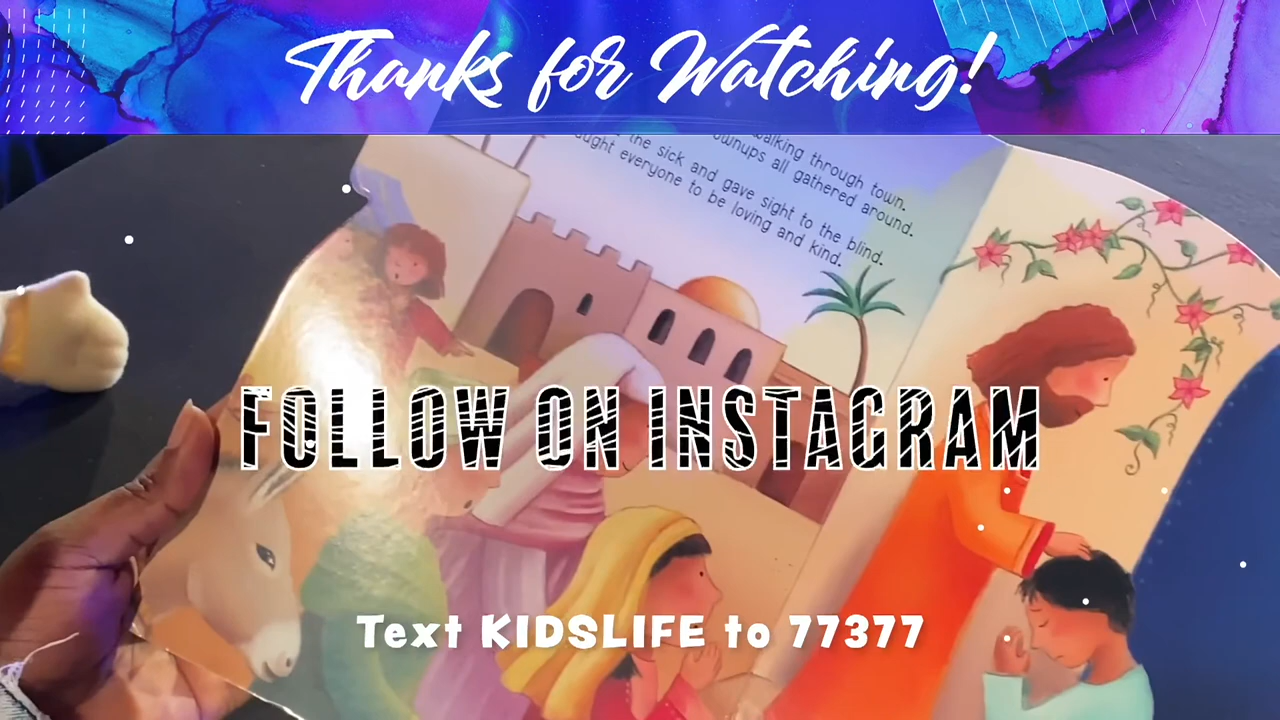 Thanks for Watching!
walking through town.
ownups all gathered around.
the sick and gave sight to the blind.
ught everyone to be loving and kind.
FOLLOW ON INSTAGRAM
Text KIDSLIFE to 77377